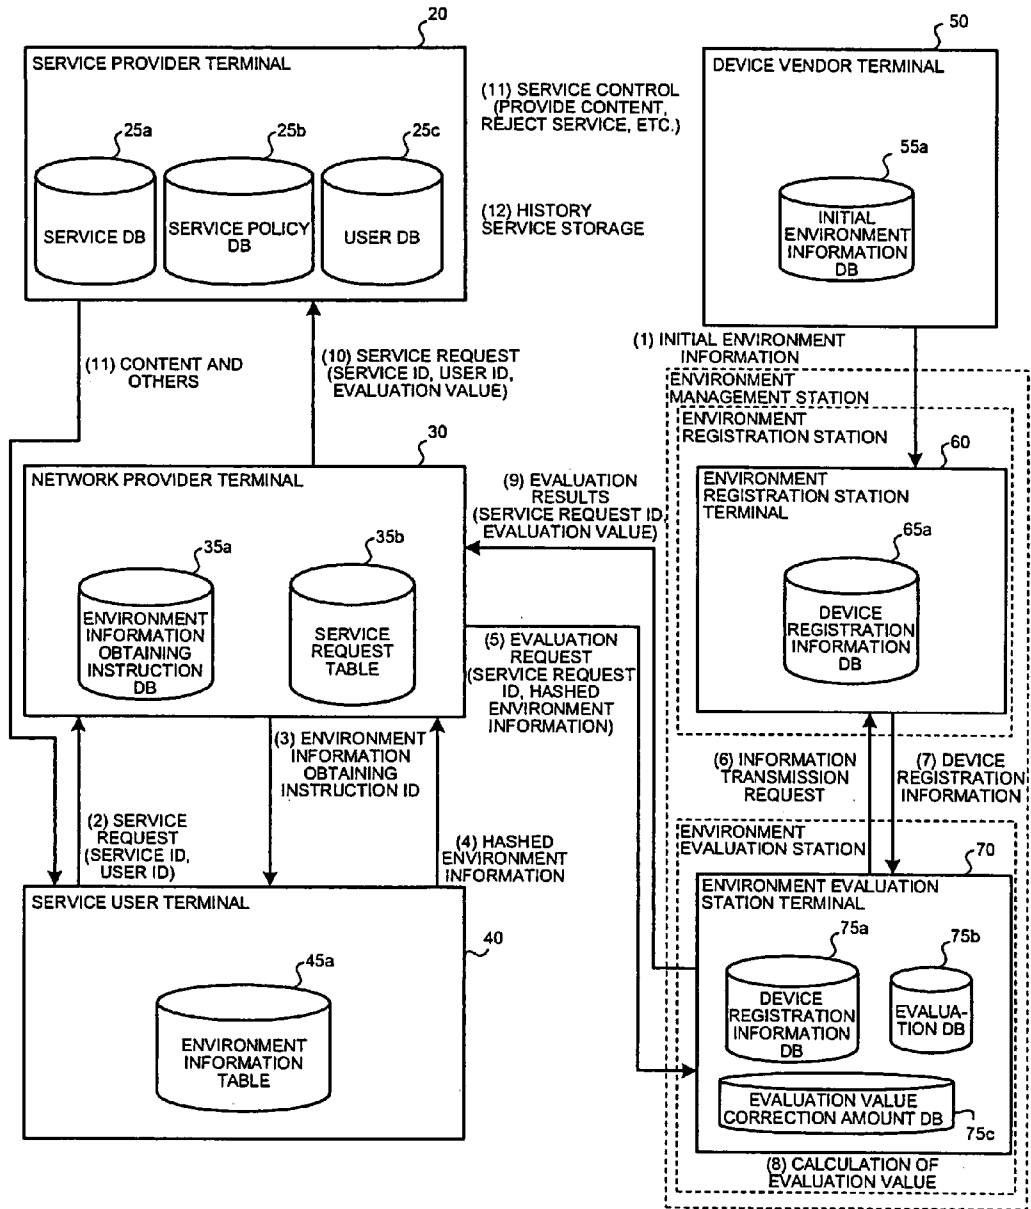 20
SERVICE PROVIDER TERMINAL
25a
25b
25c
SERVICE DB
SERVICE POLICY
DB
USER DB
(11) SERVICE CONTROL
(PROVIDE CONTENT,
REJECT SERVICE, ETC.)
(12) HISTORY
SERVICE STORAGE
50
DEVICE VENDOR TERMINAL
55a
INITIAL
ENVIRONMENT
INFORMATION
DB
(1) INITIAL ENVIRONMENT
INFORMATION
(11) CONTENT AND
OTHERS
(10) SERVICE REQUEST
(SERVICE ID, USER ID,
EVALUATION VALUE)
ENVIRONMENT
MANAGEMENT STATION
ENVIRONMENT
REGISTRATION STATION
60
ENVIRONMENT
REGISTRATION STATION
TERMINAL
65a
DEVICE
REGISTRATION
INFORMATION
DB
30
NETWORK PROVIDER TERMINAL
35a
35b
ENVIRONMENT
INFORMATION
OBTAINING
INSTRUCTION
DB
SERVICE
REQUEST
TABLE
(9) EVALUATION
RESULTS
(SERVICE REQUEST ID,
EVALUATION VALUE)
(5) EVALUATION
REQUEST
(SERVICE REQUEST
ID, HASHED
ENVIRONMENT
INFORMATION)
(3) ENVIRONMENT
INFORMATION
OBTAINING
INSTRUCTION ID
(2) SERVICE
REQUEST
(SERVICE ID,
USER ID)
(4) HASHED
ENVIRONMENT
INFORMATION
(6) INFORMATION
TRANSMISSION
REQUEST
(7) DEVICE
REGISTRATION
INFORMATION
SERVICE USER TERMINAL
40
45a
ENVIRONMENT
INFORMATION
TABLE
ENVIRONMENT
EVALUATION STATION
70
ENVIRONMENT EVALUATION
STATION TERMINAL
75a
75b
DEVICE
REGISTRATION
INFORMATION
DB
EVALUA-
TION DB
EVALUATION VALUE
CORRECTION AMOUNT DB
75c
(8) CALCULATION OF
EVALUATION VALUE